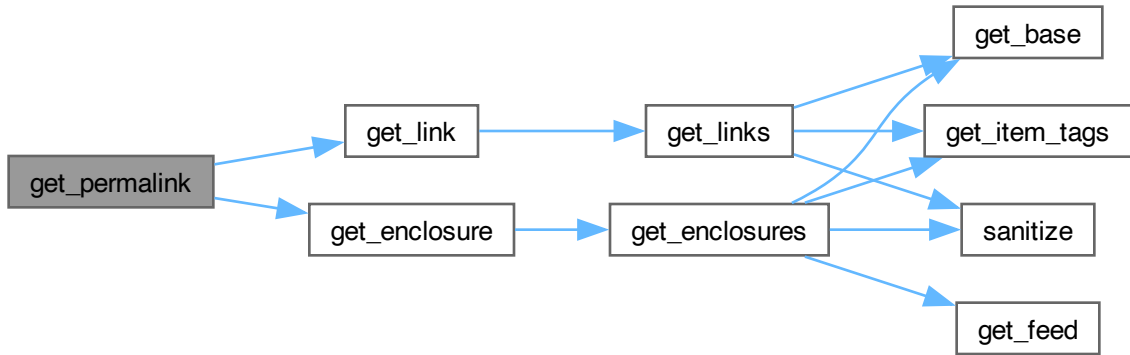 get_permalink
get_link
get_enclosure
get_links
get_enclosures
get_base
get_item_tags
sanitize
get_feed